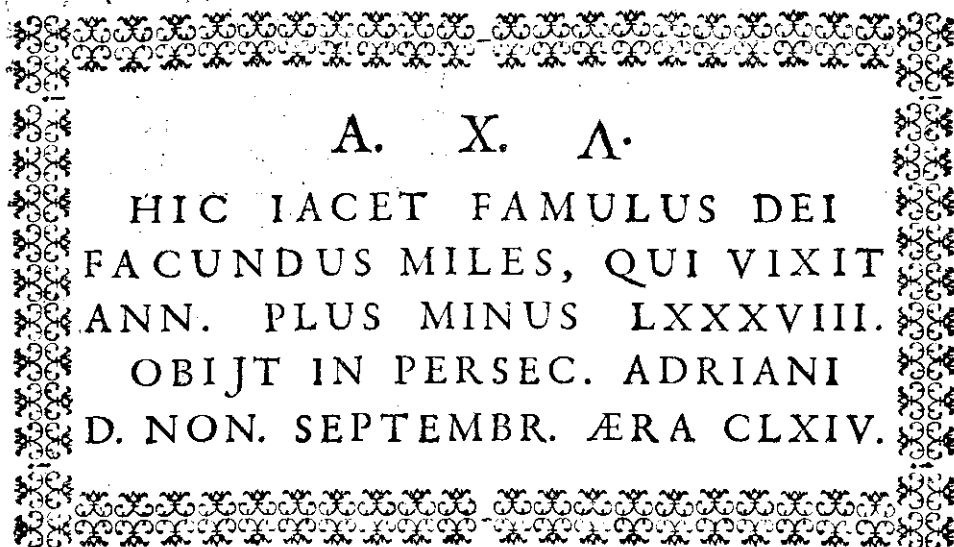 A. X. Λ.
HIC IACET FAMULUS DEI
FACUNDUS MILES, QUI VIXIT
ANN. PLUS MINUS LXXXVIII.
OBIJT IN PERSEC. ADRIANI
D. NON. SEPTEMBR. ÆRA CLXIV.